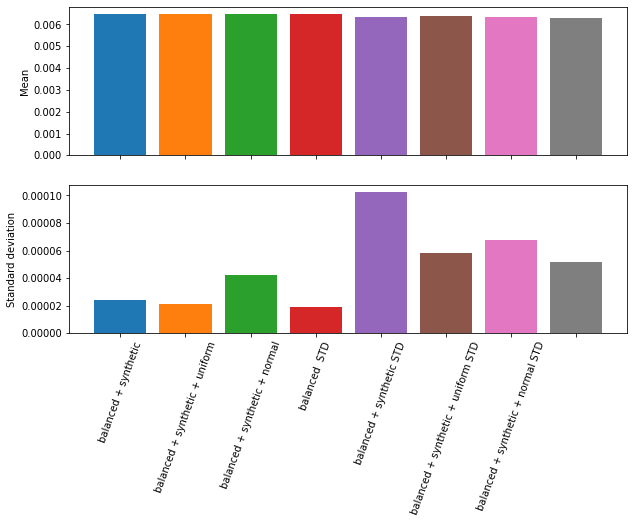 0.006
0.005
0.004
0.003
0.002
0.001
0.000
Mean
0.00010
0.00008
0.00006
0.00004
0.00002
0.00000
Standard deviation
balanced + synthetic
balanced + synthetic + uniform
balanced + synthetic + normal
balanced  STD
balanced + synthetic STD
balanced + synthetic + uniform STD
balanced + synthetic + normal STD